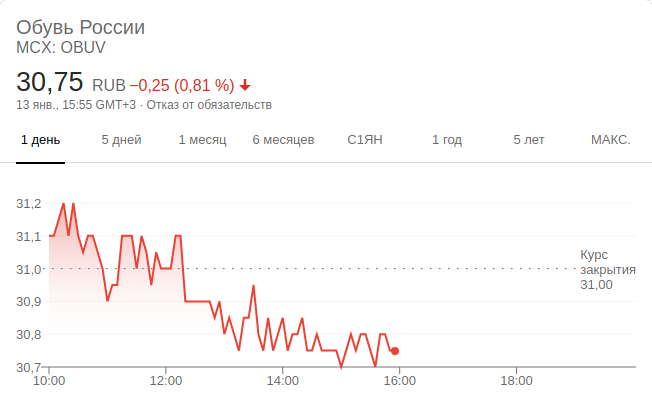 Обувь России
MCX: OBUV
30,75 RUB −0,25 (0,81 %)
13 янв., 15:55 GMT+3 · Отказ от обязательств
1 день 5 дней 1 месяц 6 месяцев С1ЯН 1 год 5 лет МАКС.
31,2
31,1
31,0
30,9
30,8
30,7
Курс
закрытия
31,00
10:00 12:00 14:00 16:00 18:00